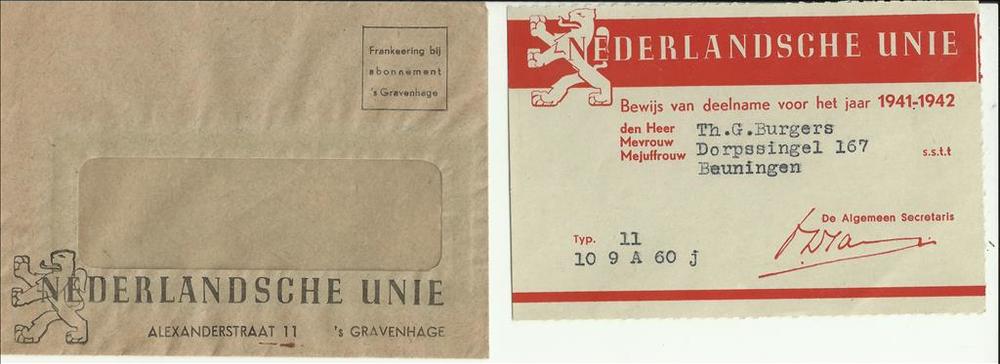 Frankeering bij
abonnement
's Gravenhage
NEDERLANDSCHE UNIE
ALEXANDERSTRAAT 11 's GRAVENHAGE
NEDERLANDSCHE UNIE
Bewijs van deelname voor het jaar 1941-1942
den Heer Th.G.Burgers
Mevrouw Dorpssingel 167
Mejuffrouw s.s.t.t
Beuningen
De Algemeen Secretaris
Typ. 11
10 9 A 60 j